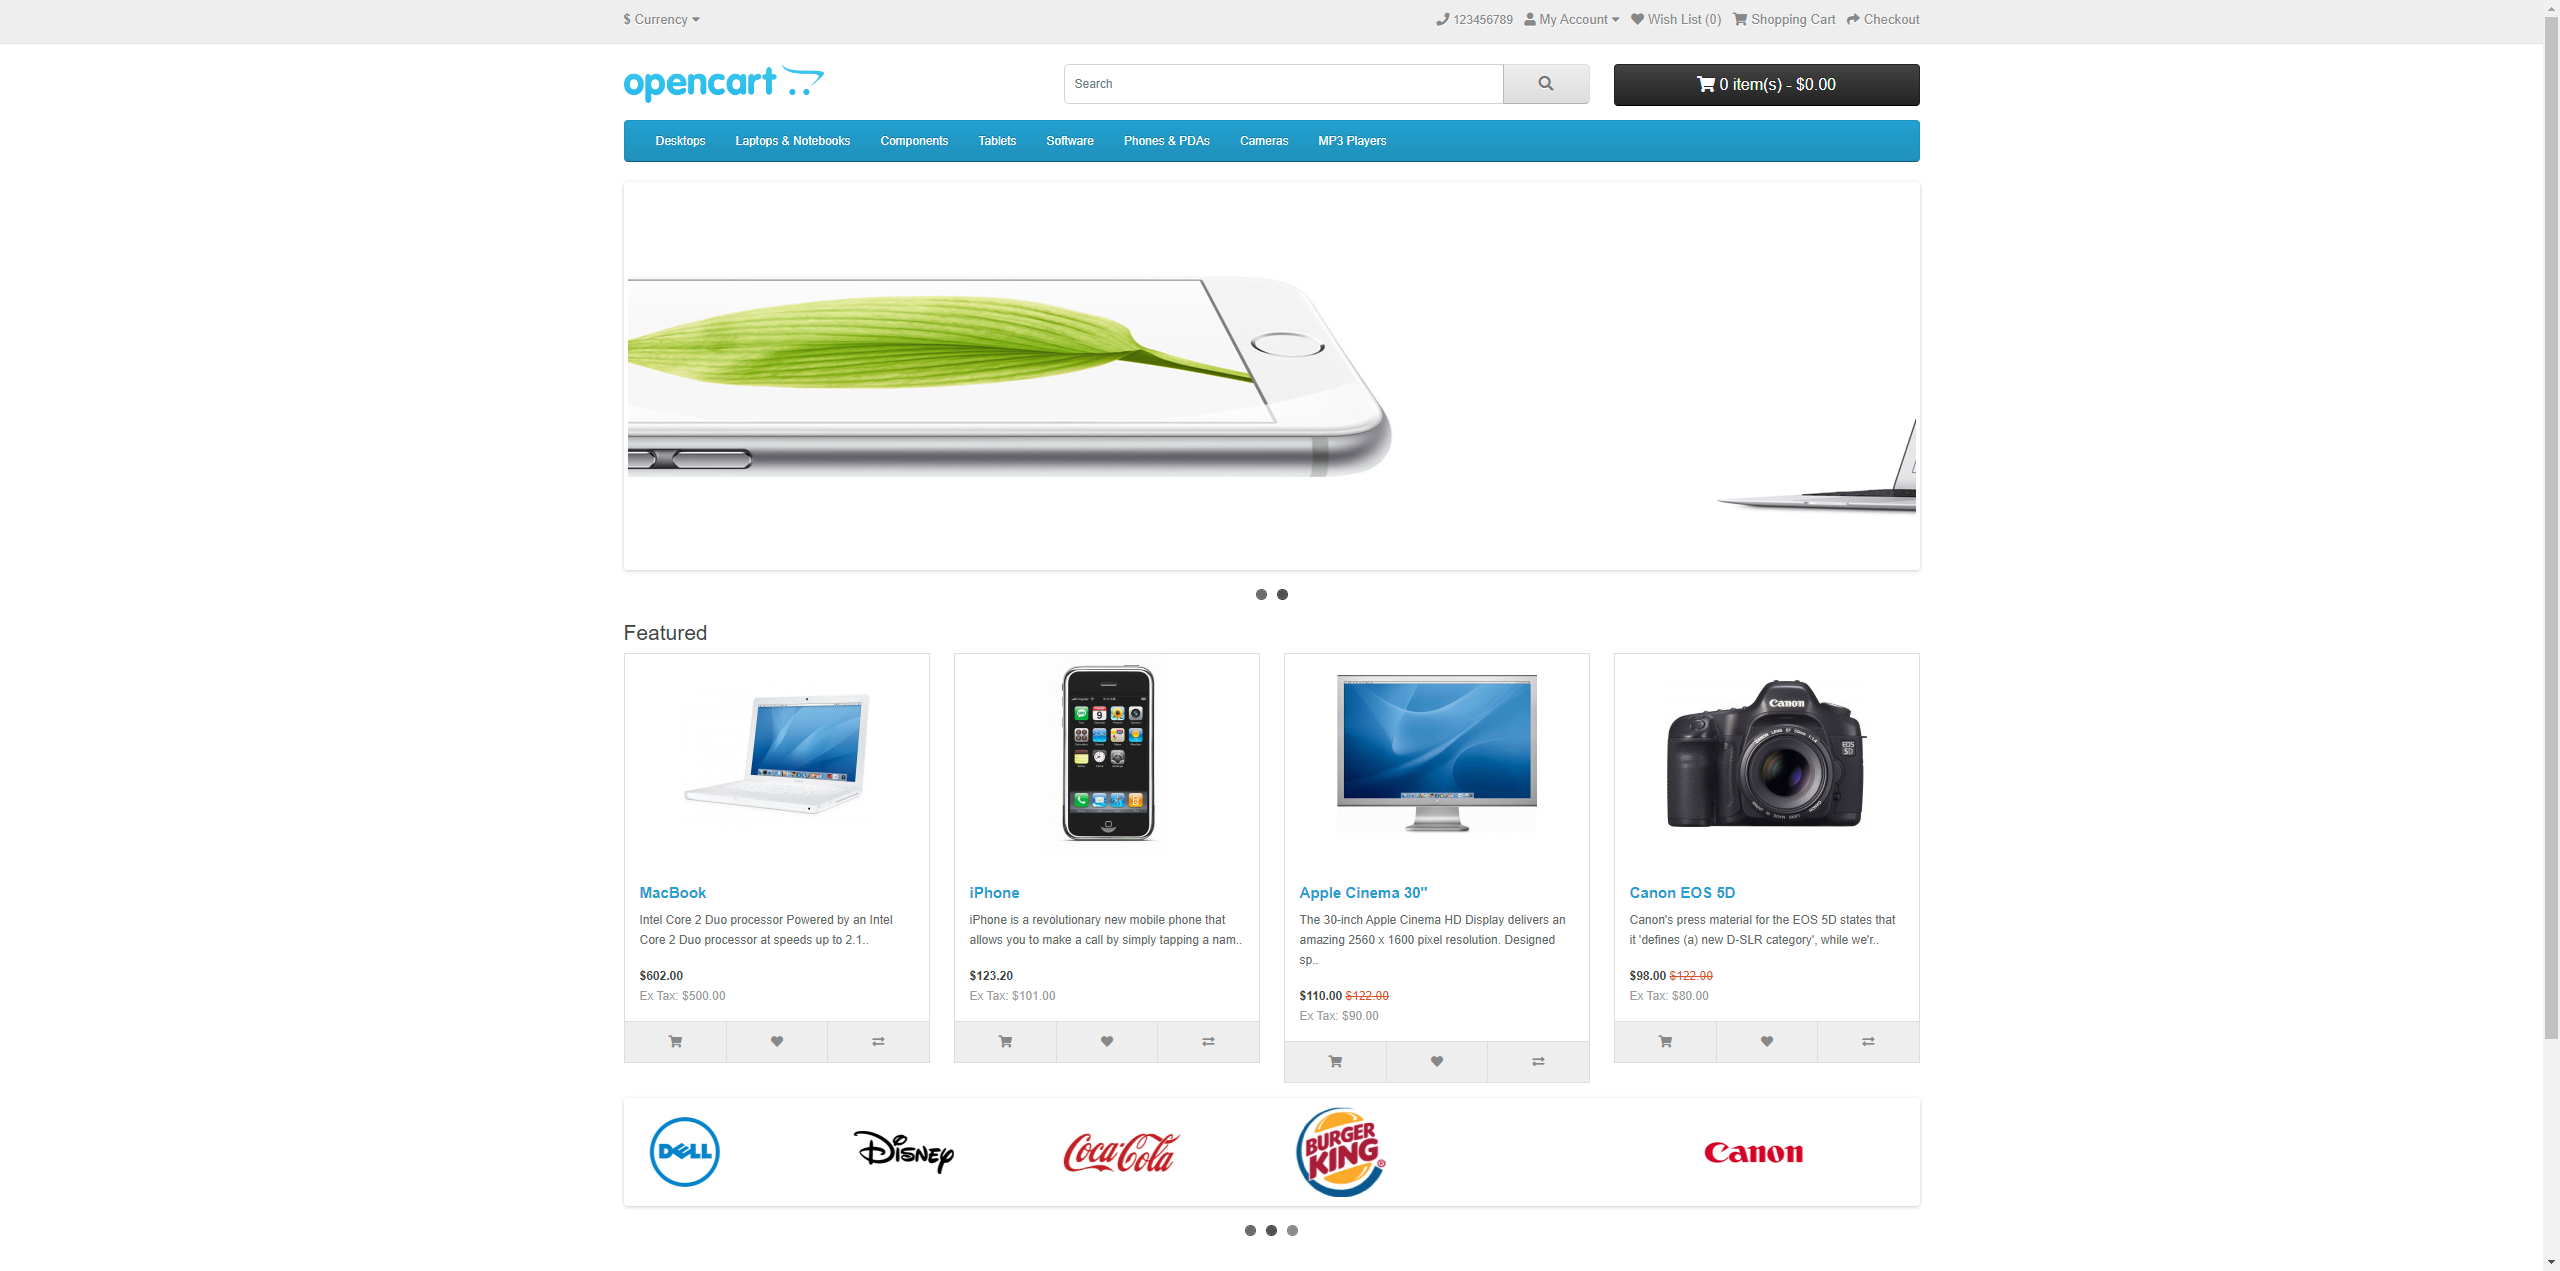 $ Currency
123456789 My Account Wish List (0) Shopping Cart Checkout
opencart
Search
0 item(s) - $0.00
Desktops Laptops & Notebooks Components Tablets Software Phones & PDAs Cameras MP3 Players
Featured
Canon
EOS 5D
MacBook
Intel Core 2 Duo processor Powered by an Intel
Core 2 Duo processor at speeds up to 2.1..
$602.00
Ex Tax: $500.00
iPhone
iPhone is a revolutionary new mobile phone that
allows you to make a call by simply tapping a nam..
$123.20
Ex Tax: $101.00
Apple Cinema 30"
The 30-inch Apple Cinema HD Display delivers an
amazing 2560 x 1600 pixel resolution. Designed
sp..
$110.00 $122.00
Ex Tax: $90.00
Canon EOS 5D
Canon's press material for the EOS 5D states that
it 'defines (a) new D-SLR category', while we'r..
$98.00 $122.00
Ex Tax: $80.00
DELL
Disney
Coca-Cola
BURGER KING ®
Canon